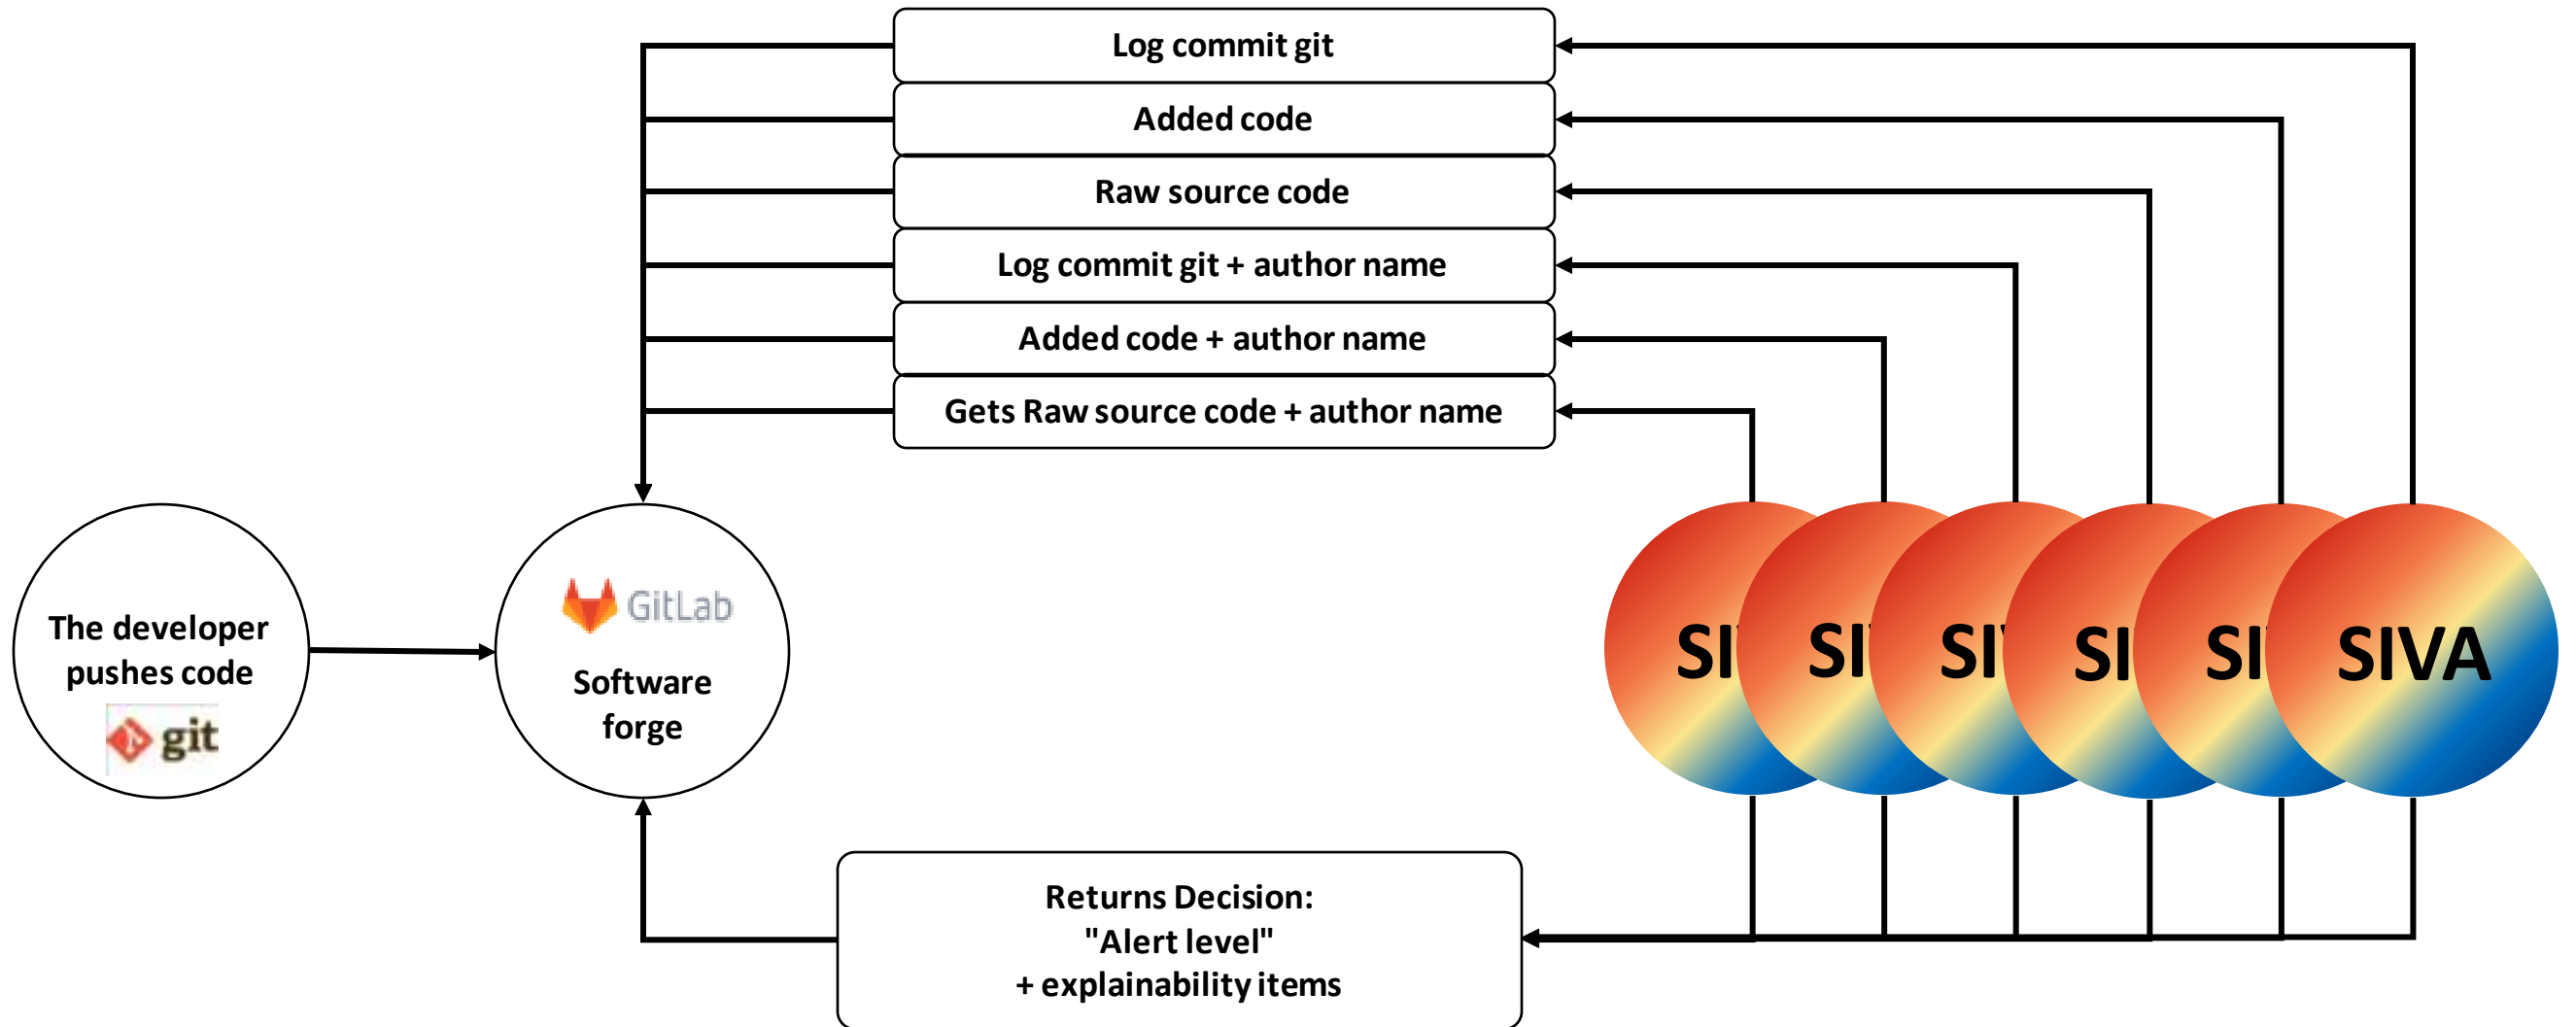 Log commit git
Added code
Raw source code
Log commit git + author name
Added code + author name
Gets Raw source code + author name
The developer
pushes code
git
GitLab
Software
forge
SI
SI
SI
SI
SI
SIVA
Returns Decision:
"Alert level"
+ explainability items